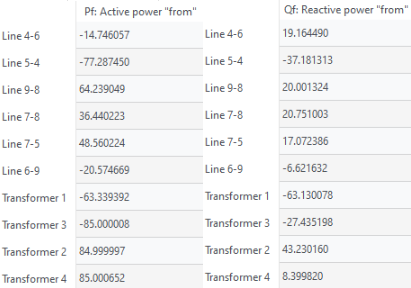 Pf: Active power "from" Qf: Reactive power "from"
Line 4-6 -14.746057 Line 4-6 19.164490
Line 5-4 -77.287450 Line 5-4 -37.181313
Line 9-8 64.239049 Line 9-8 20.001324
Line 7-8 36.440223 Line 7-8 20.751003
Line 7-5 48.560224 Line 7-5 17.072386
Line 6-9 -20.574669 Line 6-9 -6.621632
Transformer 1 -63.339392 Transformer 1 -63.130078
Transformer 3 -85.000008 Transformer 3 -27.435198
Transformer 2 84.999997 Transformer 2 43.230160
Transformer 4 85.000652 Transformer 4 8.399820